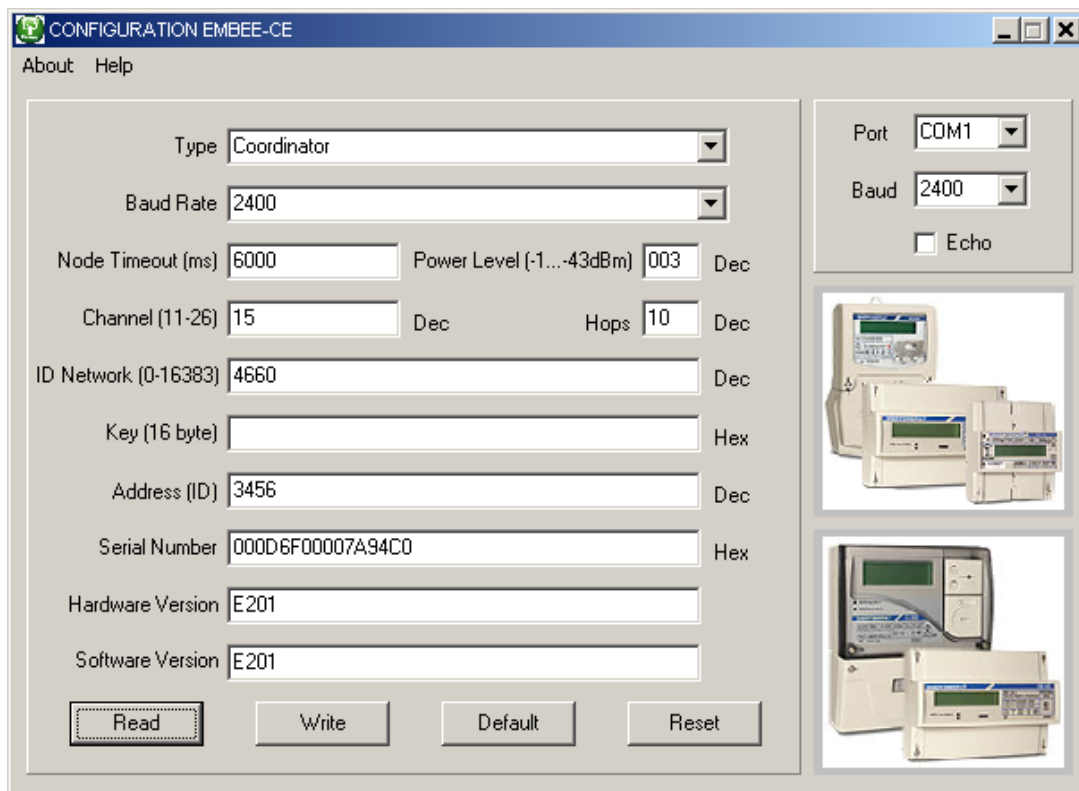 CONFIGURATION EMBEE-CE
About Help
Type Coordinator
Baud Rate 2400
Node Timeout (ms) 6000 Power Level (-1...-43dBm) 003 Dec
Channel (11-26) 15 Dec Hops 10 Dec
ID Network (0-16383) 4660 Dec
Key (16 byte) Hex
Address (ID) 3456 Dec
Serial Number 000D6F00007A94C0 Hex
Hardware Version E201
Software Version E201
Read Write Default Reset
Port COM1
Baud 2400
Echo